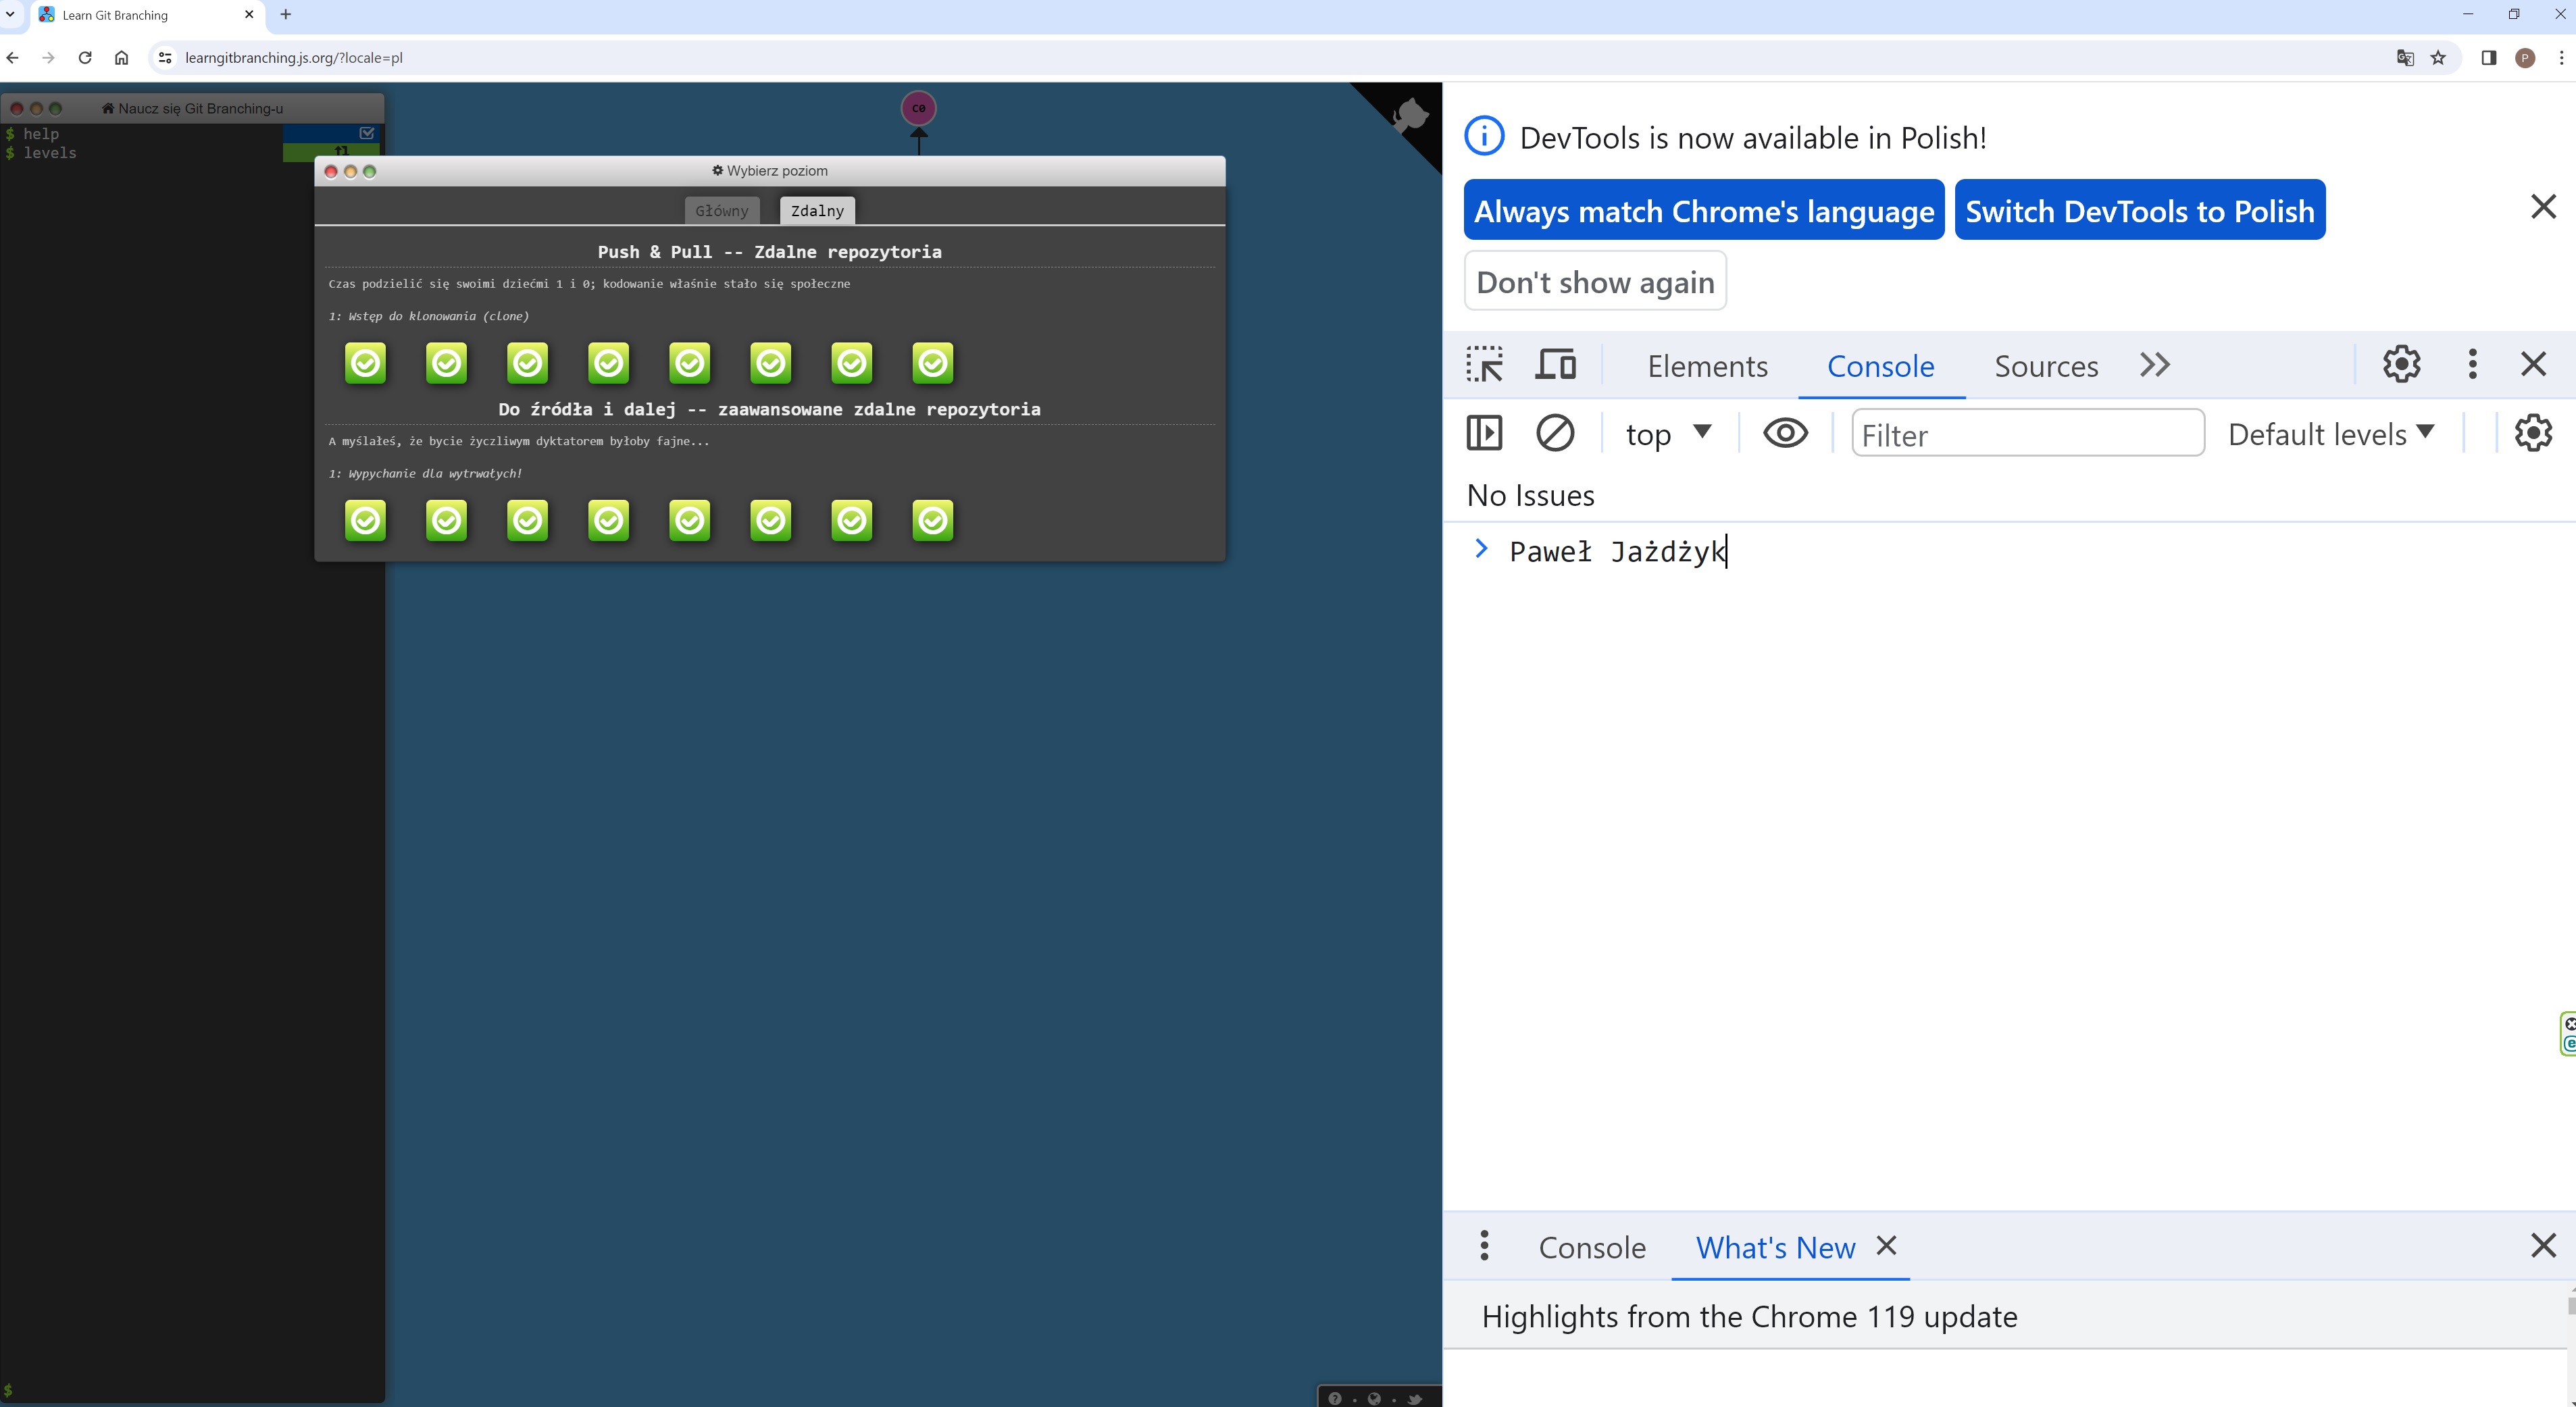 Learn Git Branching
learngitbranching.js.org/?locale=pl
Naucz się Git Branching-u
$ help
$ levels
c0
Wybierz poziom
Główny
Zdalny
Push & Pull -- Zdalne repozytoria
Czas podzielić się swoimi dziećmi 1 i 0; kodowanie właśnie stało się społeczne
1: Wstęp do klonowania (clone)
Do źródła i dalej -- zaawansowane zdalne repozytoria
A myślałeś, że bycie życzliwym dyktatorem byłoby fajne...
1: Wypychanie dla wytrwałych!
$
DevTools is now available in Polish!
Always match Chrome's language
Switch DevTools to Polish
Don't show again
Elements
Console
Sources
top
Filter
Default levels
No Issues
> Paweł Jażdżyk
Console
What's New
Highlights from the Chrome 119 update
P